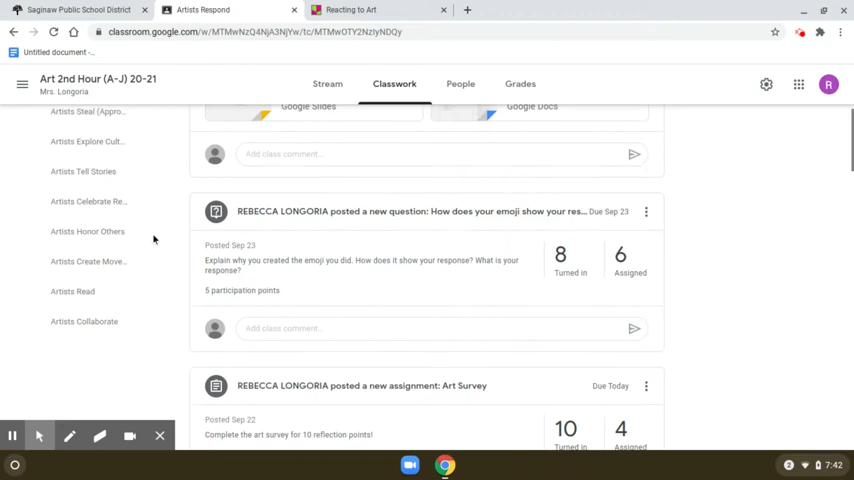 Saginaw Public School District
Artists Respond
Reacting to Art
classroom.google.com/w/MTMwNzQ4NjA3NjYw/tc/MTMwOTY2NzIyNDQy
Untitled document -...
Art 2nd Hour (A-J) 20-21
Mrs. Longoria
Stream
Classwork
People
Grades
R
Artists Steal (Appro...
Artists Explore Cult...
Artists Tell Stories
Artists Celebrate Re...
Artists Honor Others
Artists Create Move...
Artists Read
Artists Collaborate
Google Slides
Google Docs
Add class comment...
REBECCA LONGORIA posted a new question: How does your emoji show your res... Due Sep 23
Posted Sep 23
Explain why you created the emoji you did. How does it show your response? What is your
response?
5 participation points
8
Turned in
6
Assigned
Add class comment...
REBECCA LONGORIA posted a new assignment: Art Survey Due Today
Posted Sep 22
Complete the art survey for 10 reflection points!
10
Turned in
4
Assigned
2 7:42